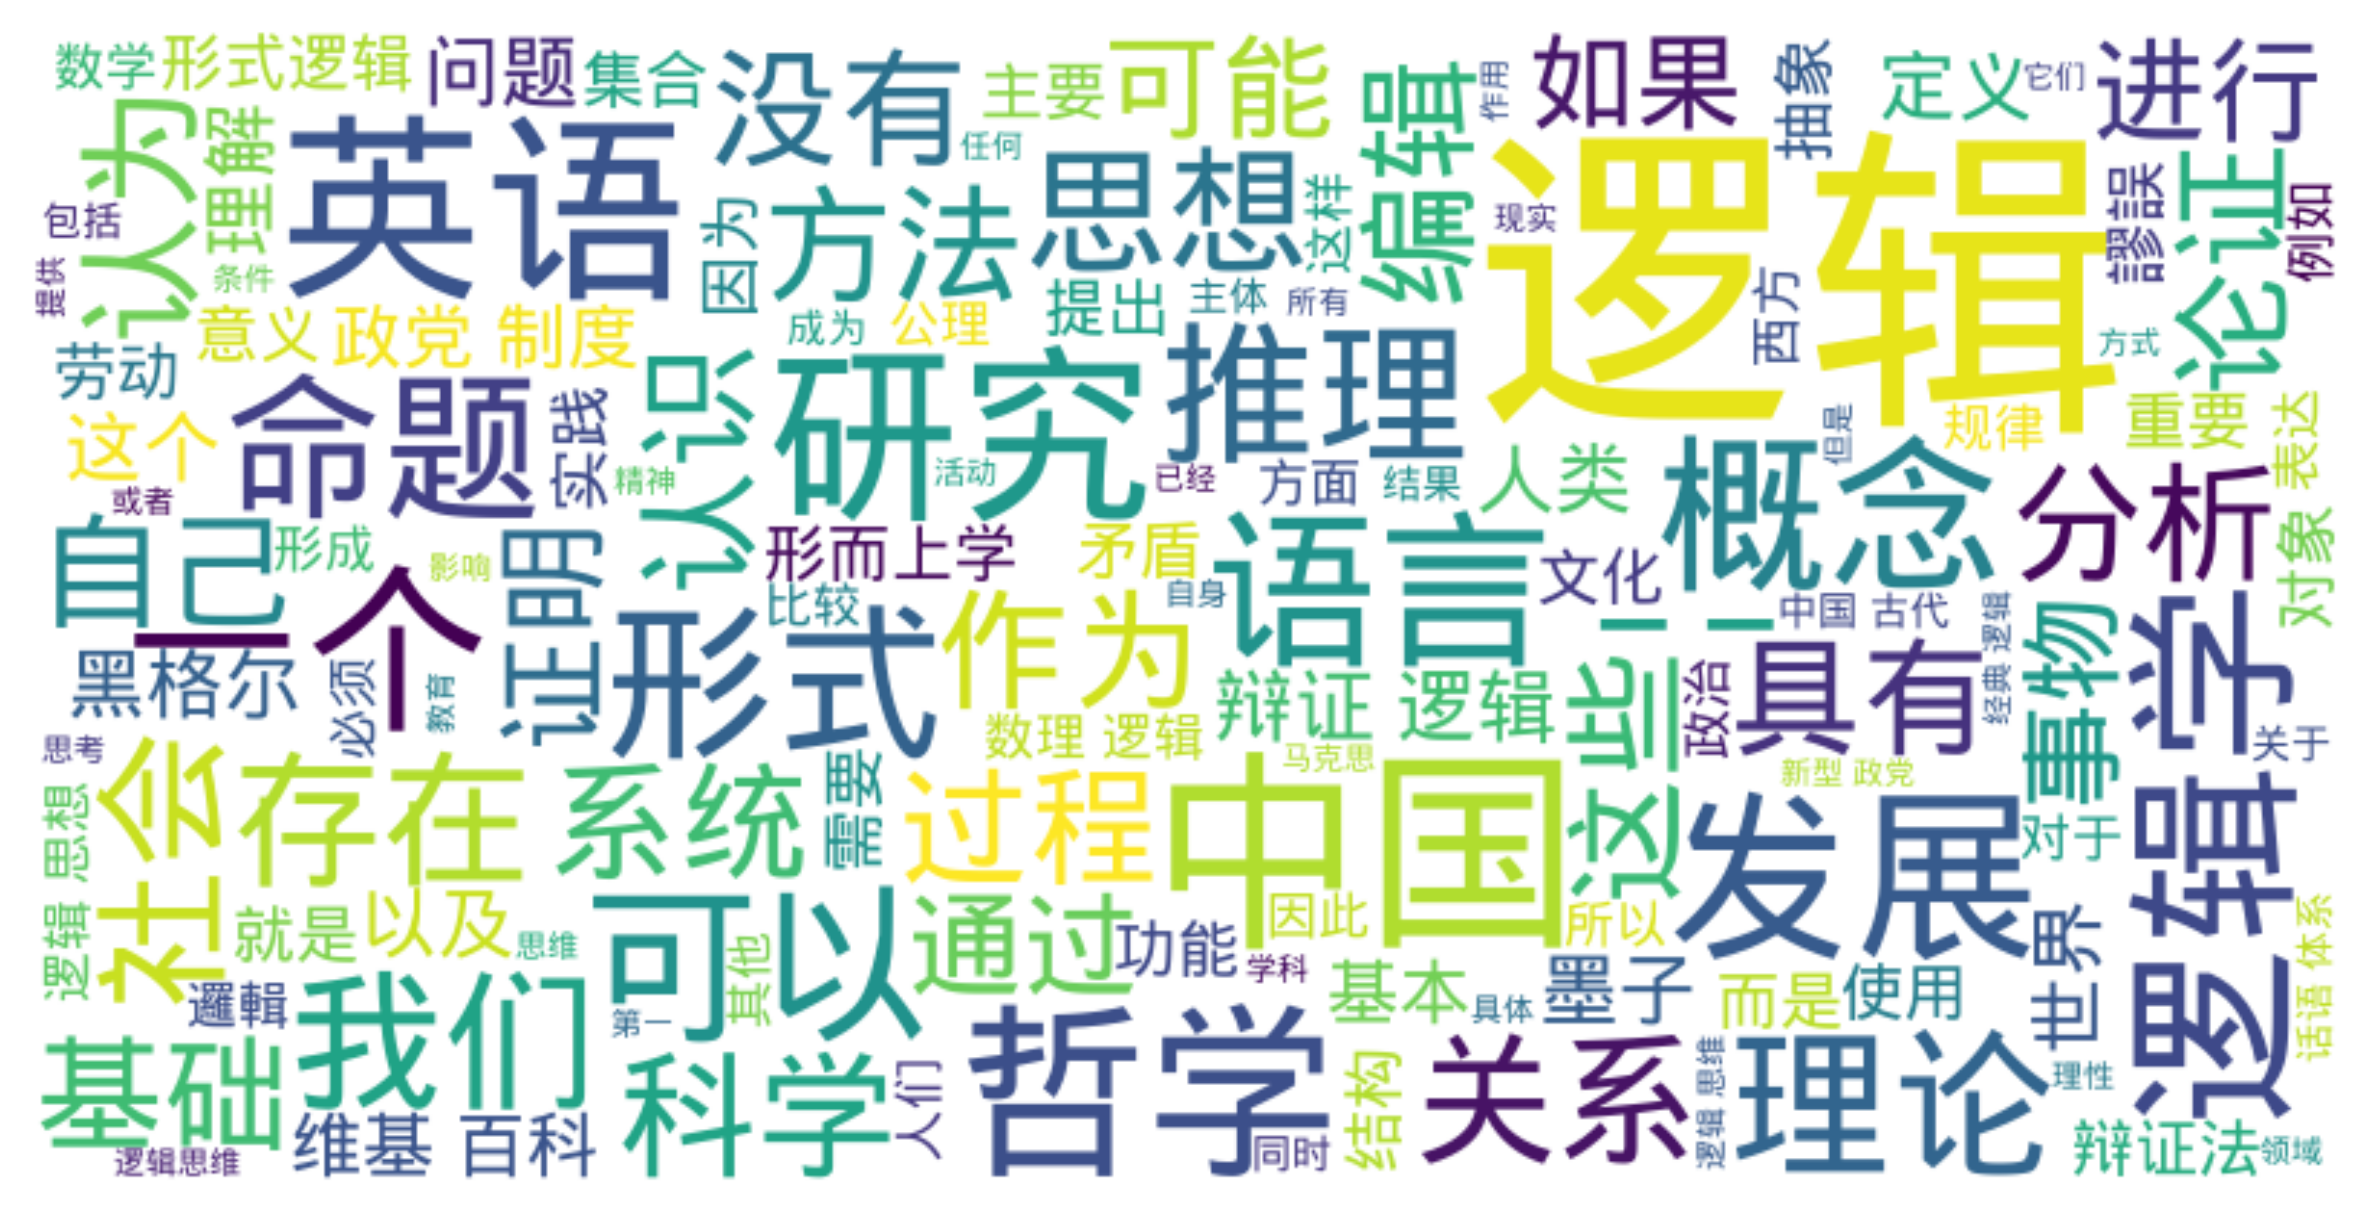 数学
形式逻辑
问题
集合
没有
主要
可能
编辑
作用
如果
抽象
定义
它们
进行
认为
理解
英语
任何
思想
逻辑
包括
因为
方法
这样
现实
謬誤
论证
例如
提供
条件
西方
意义
政党 制度
成为
公理
提出
主体
所有
推理
方式
劳动
命题
实践
认识
研究
这个
但是
规律
重要
表达
或者
精神
活动
已经
方面
结果
人类
概念
分析
自己
形成
影响
证明
形而上学
矛盾
语言
文化
对象
一个
比较
自身
一一
中国 古代
经典 逻辑
事物
逻辑学
黑格尔
必须
教育
形式
作为
数理 逻辑
辩证 逻辑
这些
政治
具有
关于
思考
社会
存在
系统
需要
过程
中国
马克思
新型 政党
发展
对于
逻辑 思想
就是
以及
思维
可以
其他
通过
功能
因此
所以
世界
话语 体系
邏輯
我们
第一
学科
基本
具体
墨子
而是
使用
基础
维基 百科
科学
人们
哲学
同时
结构
关系
逻辑 思维
理论
理性
逻辑思维
辩证法
领域